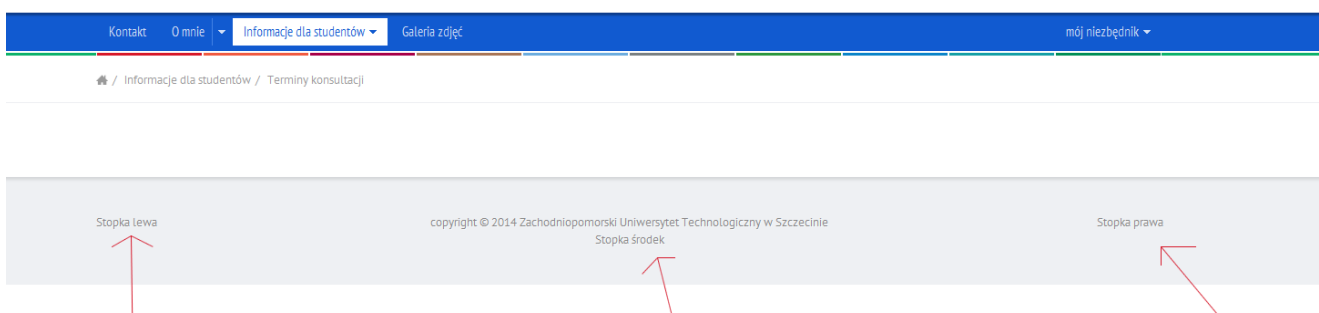 Kontakt O mnie Informacje dla studentów Galeria zdjęć mój niezbędnik
/ Informacje dla studentów / Terminy konsultacji
Stopka lewa copyright © 2014 Zachodniopomorski Uniwersytet Technologiczny w Szczecinie Stopka prawa
Stopka środek